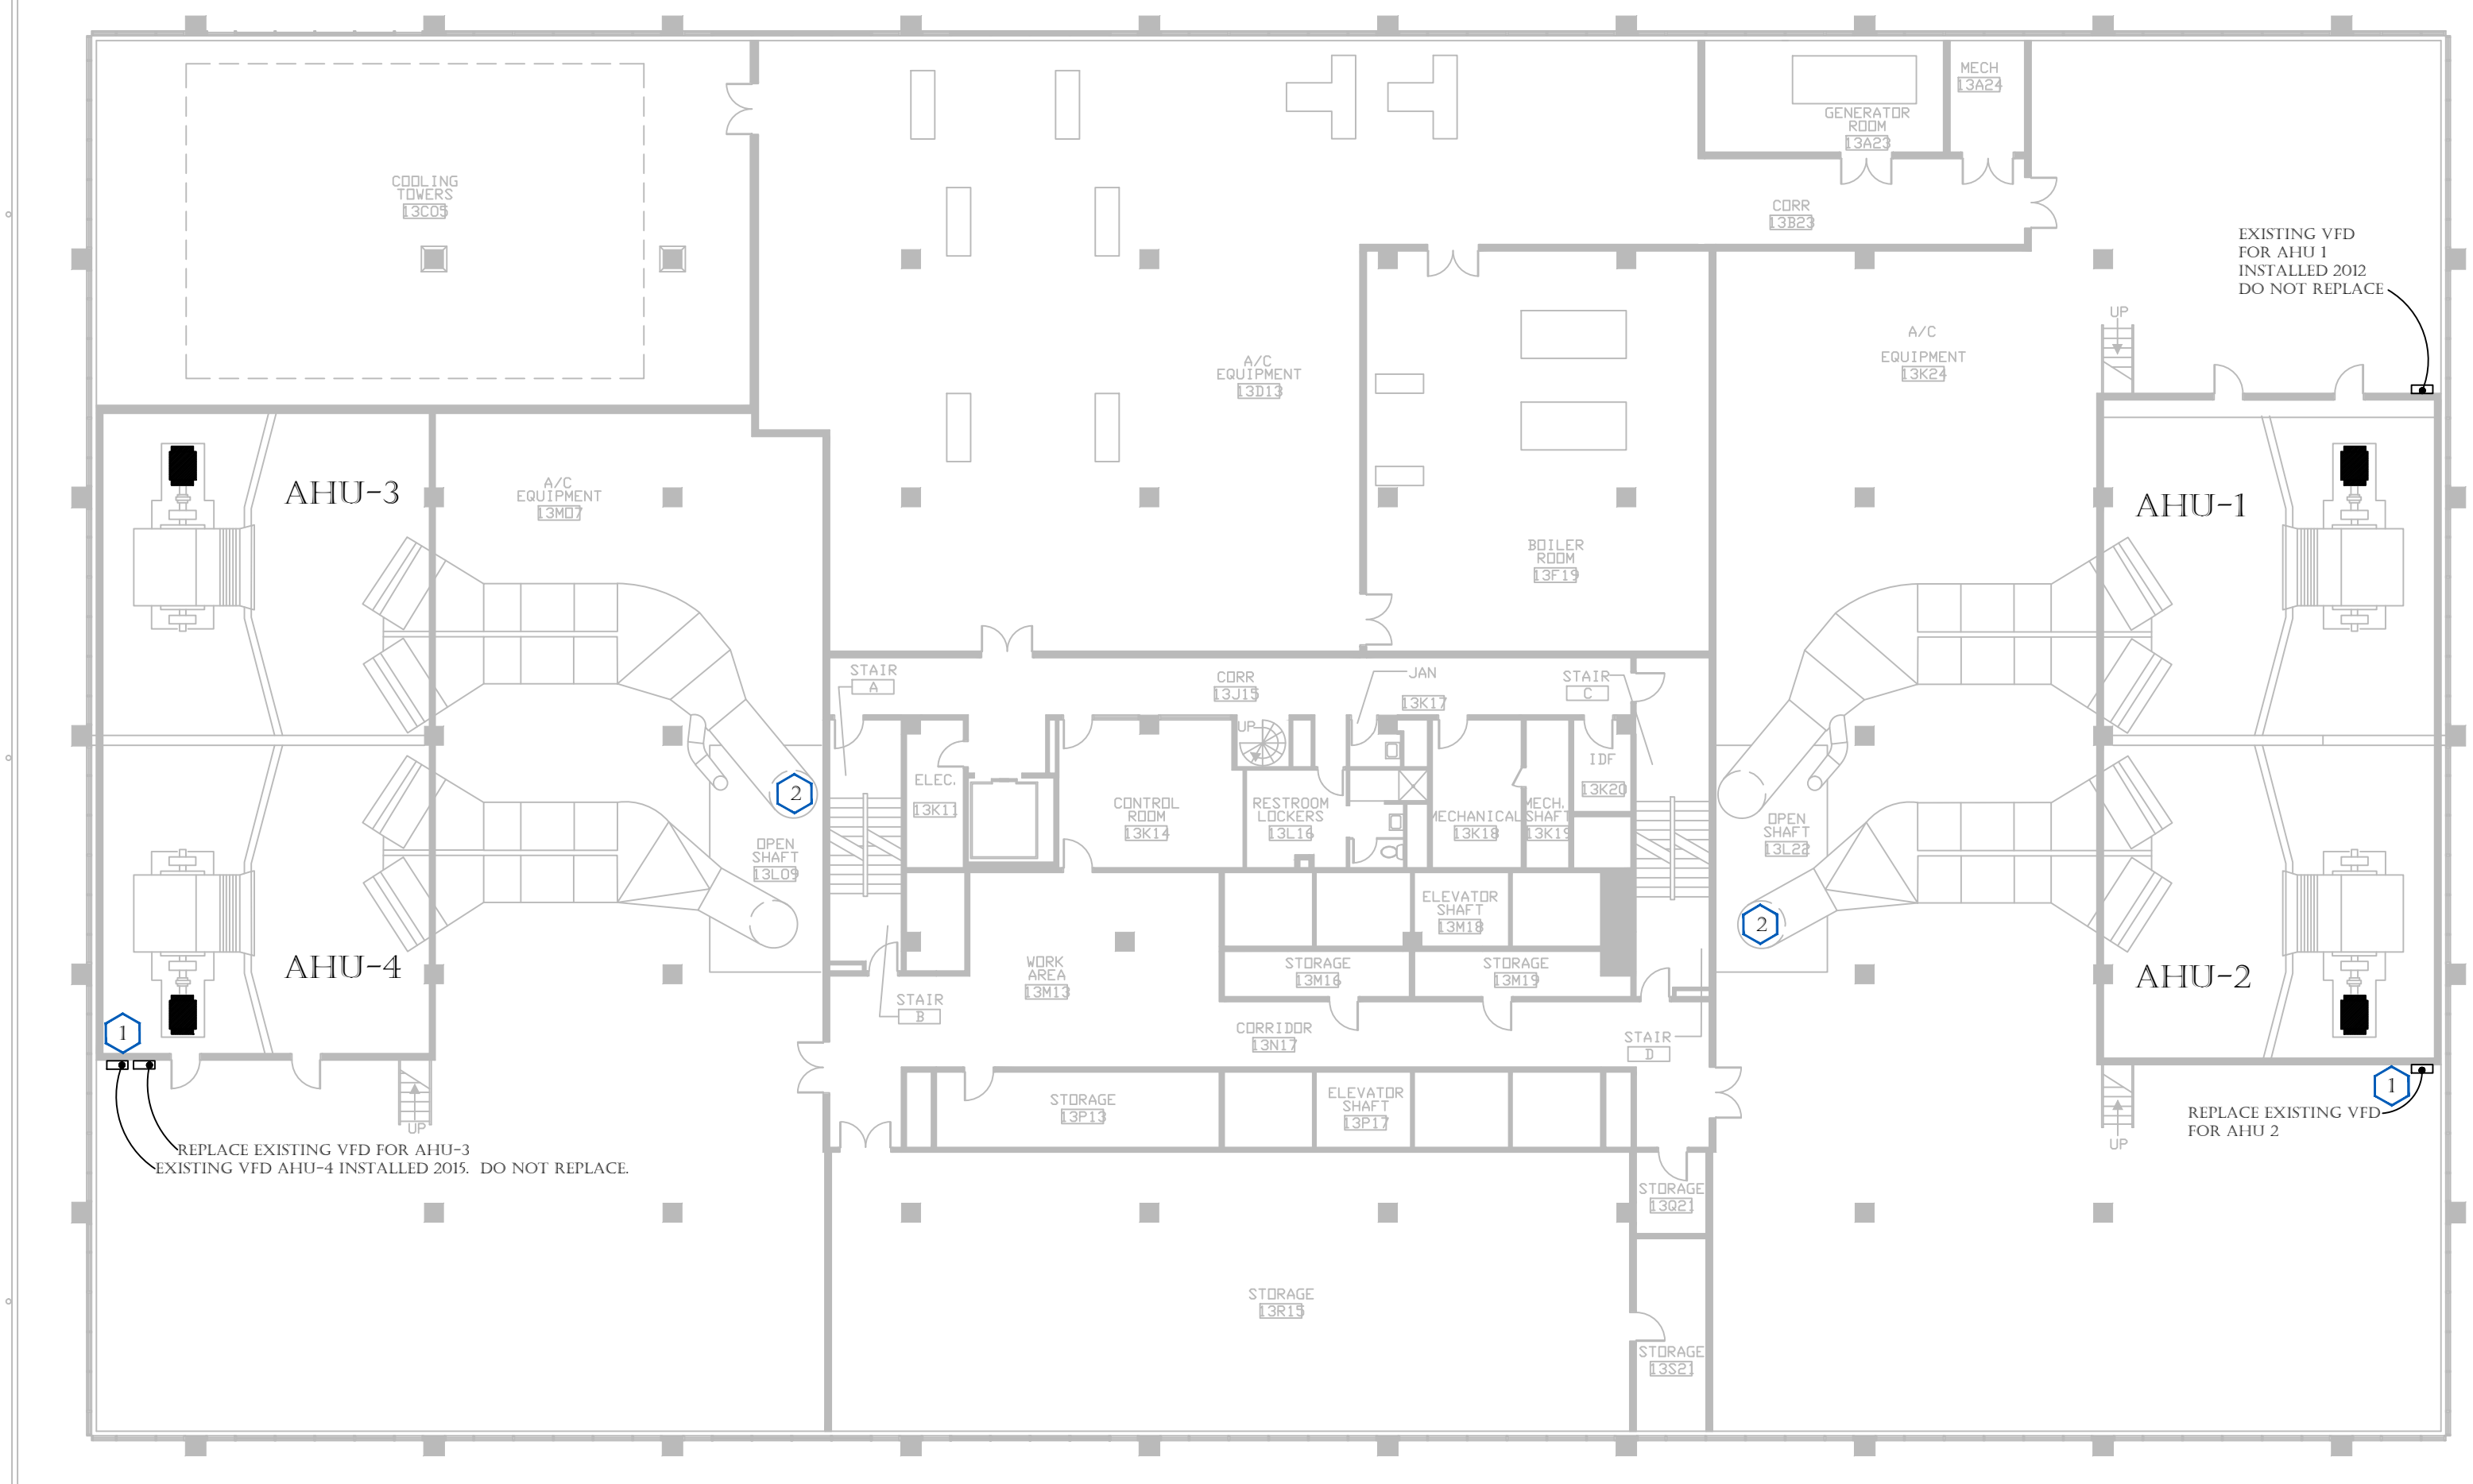 MECH
13A24
GENERATOR
ROOM
13A23
COOLING
TOWERS
13C05
CORR
13B23
EXISTING VFD
FOR AHU 1
INSTALLED 2012
DO NOT REPLACE
UP
A/C
EQUIPMENT
13K24
A/C
EQUIPMENT
13D13
AHU-3
A/C
EQUIPMENT
13M07
AHU-1
BOILER
ROOM
13F19
STAIR
A
CORR
13J15
JAN
13K17
STAIR
C
UP
IDF
13K20
ELEC.
13K11
2
CONTROL
ROOM
13K14
RESTROOM
LOCKERS
13L16
MECHANICAL
13K18
MECH.
SHAFT
13K19
OPEN
SHAFT
13L09
OPEN
SHAFT
13L22
ELEVATOR
SHAFT
13M18
2
AHU-4
WORK
AREA
13M13
STORAGE
13M16
STORAGE
13M19
AHU-2
STAIR
B
1
CORRIDOR
13N17
STAIR
D
1
STORAGE
13P13
ELEVATOR
SHAFT
13P17
REPLACE EXISTING VFD
FOR AHU 2
UP
UP
REPLACE EXISTING VFD FOR AHU-3
EXISTING VFD AHU-4 INSTALLED 2015. DO NOT REPLACE.
STORAGE
13Q21
STORAGE
13R15
STORAGE
13S21